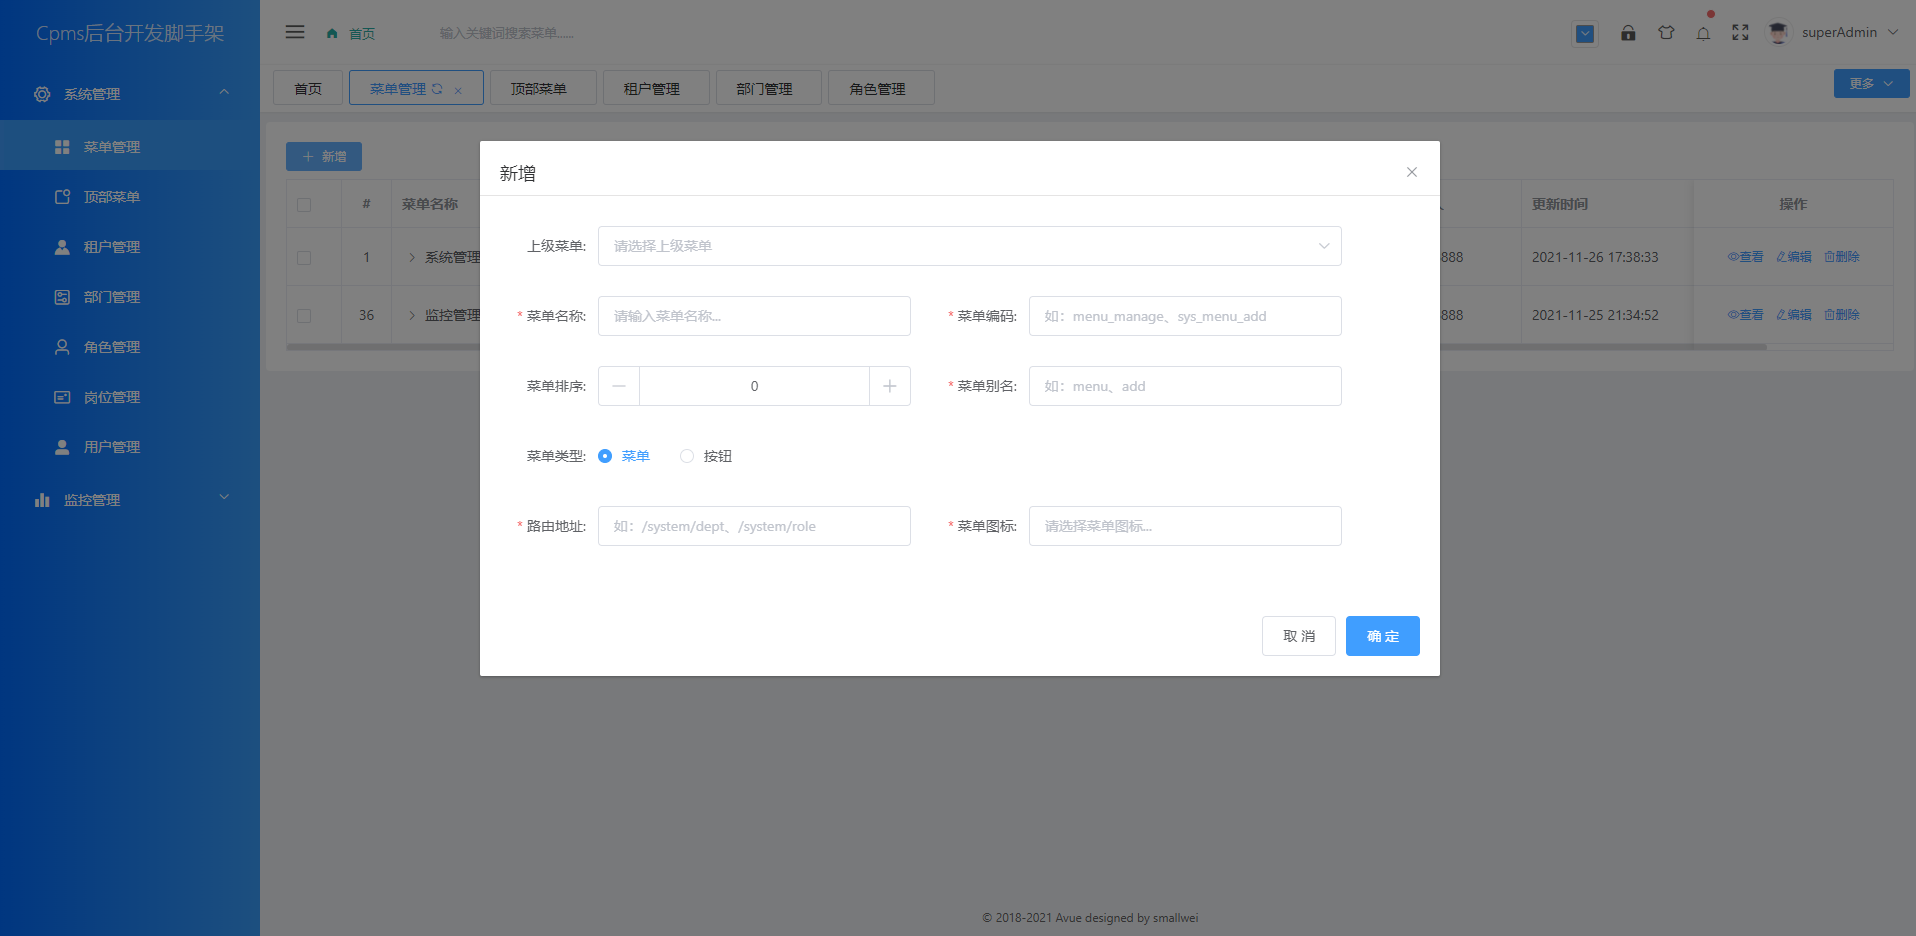 Cpms后台开发脚手架
首页
输入关键词搜索菜单......
superAdmin
系统管理
菜单管理
顶部菜单
租户管理
部门管理
角色管理
岗位管理
用户管理
监控管理
首页 菜单管理 顶部菜单 租户管理 部门管理 角色管理
更多
新增
# 菜单名称 更新时间 操作
1 系统管理 888 2021-11-26 17:38:33 查看 编辑 删除
36 监控管理 888 2021-11-25 21:34:52 查看 编辑 删除
新增
上级菜单: 请选择上级菜单
* 菜单名称: 请输入菜单名称...
* 菜单编码: 如：menu_manage、sys_menu_add
菜单排序: 0
* 菜单别名: 如：menu、add
菜单类型: 菜单 按钮
* 路由地址: 如：/system/dept、/system/role
* 菜单图标: 请选择菜单图标...
取 消 确 定
© 2018-2021 Avue designed by smallwei